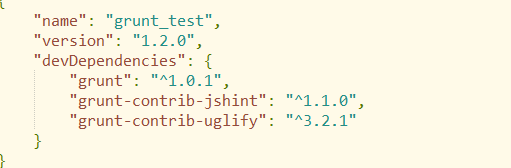 {
"name": "grunt_test",
"version": "1.2.0",
"devDependencies": {
"grunt": "^1.0.1",
"grunt-contrib-jshint": "^1.1.0",
"grunt-contrib-uglify": "^3.2.1"
}
}